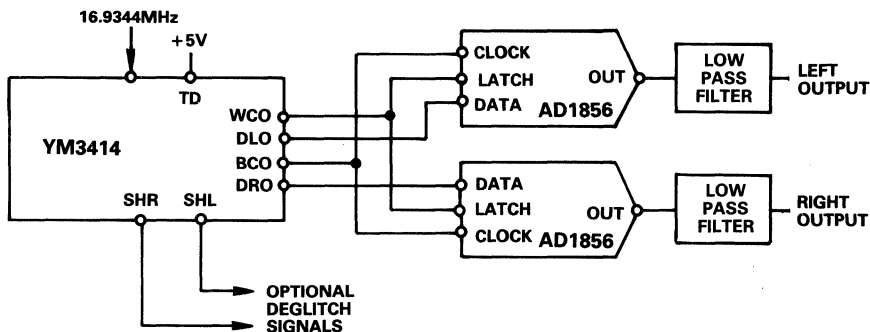 16.9344MHz
+5V
TD
YM3414
WCO
DLO
BCO
DRO
SHR
SHL
OPTIONAL
DEGLITCH
SIGNALS
CLOCK
LATCH
DATA
OUT
AD1856
LOW
PASS
FILTER
LEFT
OUTPUT
DATA
LATCH
CLOCK
OUT
AD1856
LOW
PASS
FILTER
RIGHT
OUTPUT